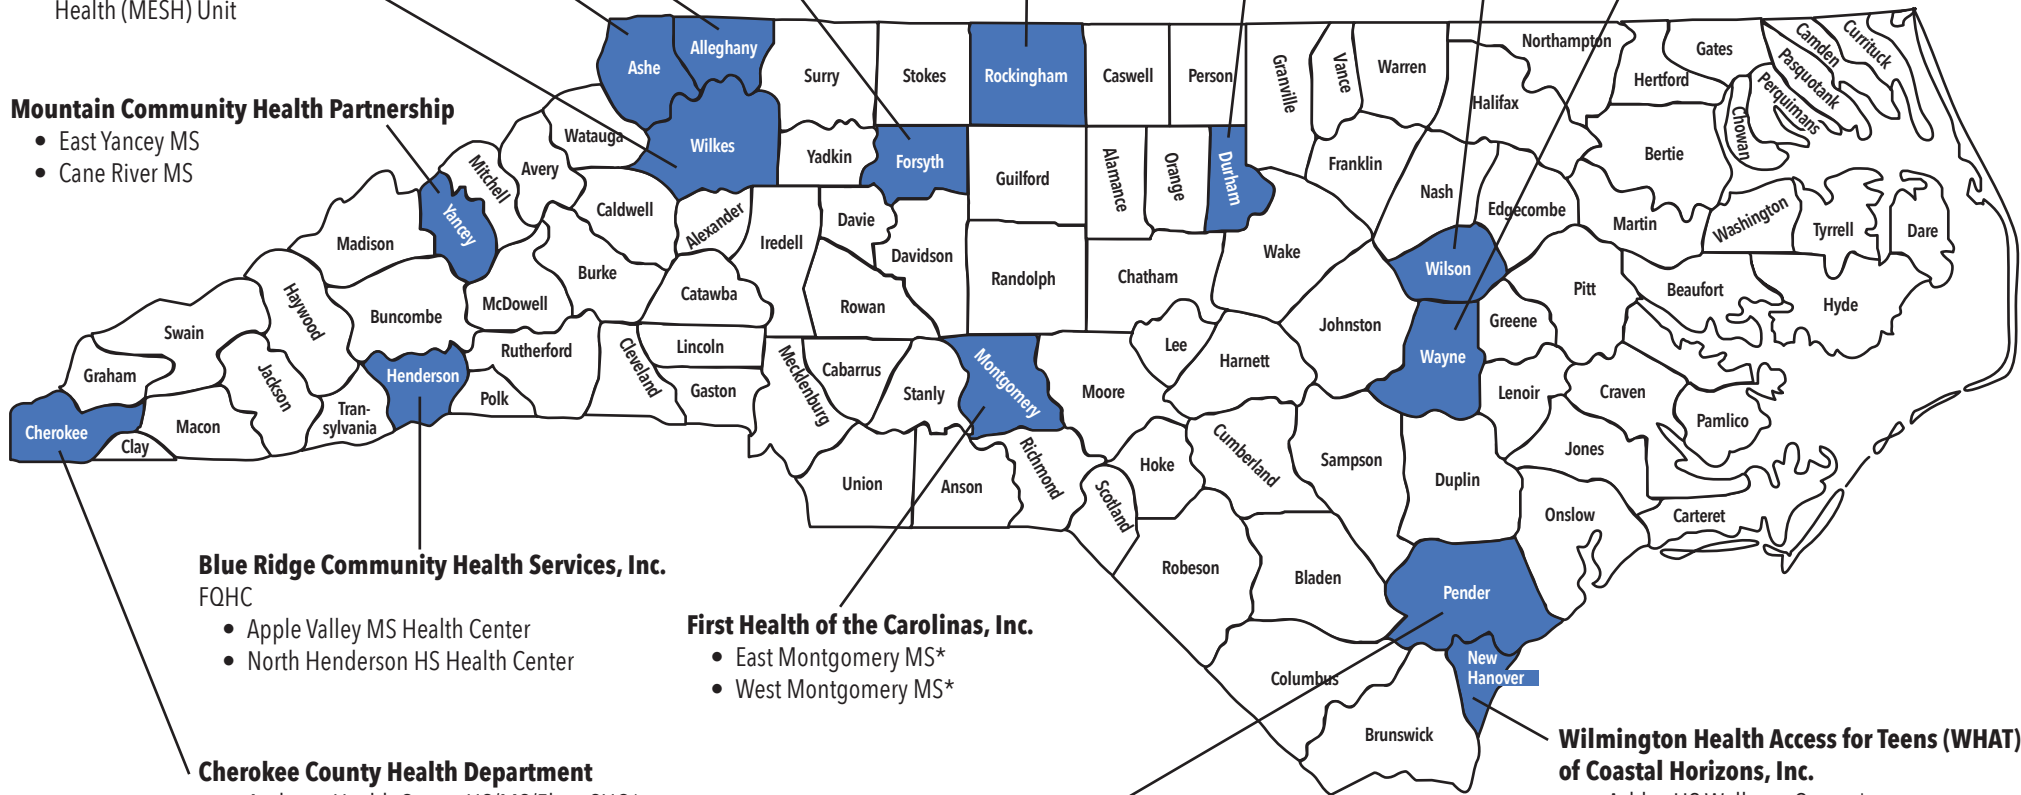 Health (MESH) Unit
Mountain Community Health Partnership
• East Yancey MS
• Cane River MS
Ashe
Alleghany
Surry
Stokes
Rockingham
Caswell
Person
Granville
Vance
Warren
Northampton
Halifax
Hertford
Gates
Camden
Currituck
Pasquotank
Perquimans
Chowan
Bertie
Watauga
Wilkes
Yadkin
Forsyth
Guilford
Alamance
Orange
Durham
Franklin
Nash
Edgecombe
Martin
Washington
Tyrrell
Dare
Mitchell
Avery
Yancey
Madison
Caldwell
Alexander
Iredell
Davie
Davidson
Randolph
Chatham
Wake
Wilson
Pitt
Beaufort
Hyde
Haywood
Buncombe
McDowell
Burke
Catawba
Rowan
Johnston
Greene
Swain
Graham
Jackson
Henderson
Rutherford
Polk
Cleveland
Lincoln
Gaston
Mecklenburg
Cabarrus
Stanly
Montgomery
Moore
Lee
Harnett
Wayne
Lenoir
Craven
Pamlico
Cherokee
Clay
Macon
Tran-
sylvania
Union
Anson
Richmond
Scotland
Hoke
Cumberland
Sampson
Duplin
Jones
Onslow
Carteret
Robeson
Bladen
Pender
New
Hanover
Columbus
Brunswick
Blue Ridge Community Health Services, Inc.
FQHC
• Apple Valley MS Health Center
• North Henderson HS Health Center
First Health of the Carolinas, Inc.
• East Montgomery MS*
• West Montgomery MS*
Cherokee County Health Department
Wilmington Health Access for Teens (WHAT)
of Coastal Horizons, Inc.